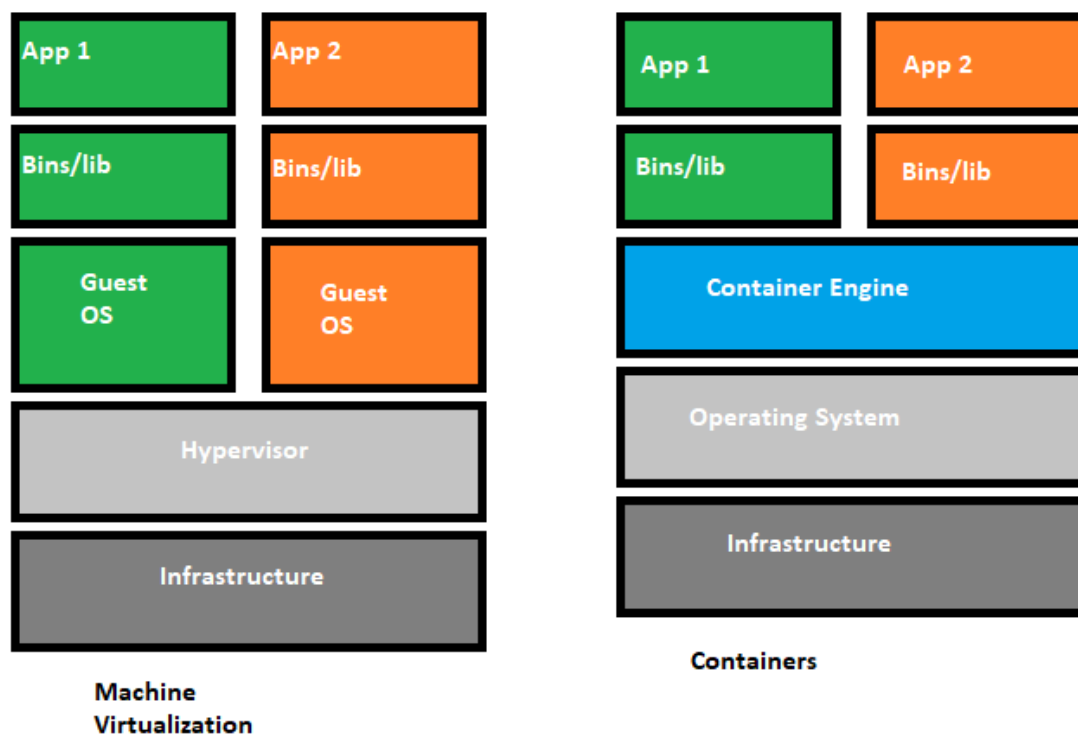 App 1
App 2
Bins/lib
Bins/lib
Guest
OS
Guest
OS
Hypervisor
Infrastructure
Machine
Virtualization
App 1
App 2
Bins/lib
Bins/lib
Container Engine
Operating System
Infrastructure
Containers